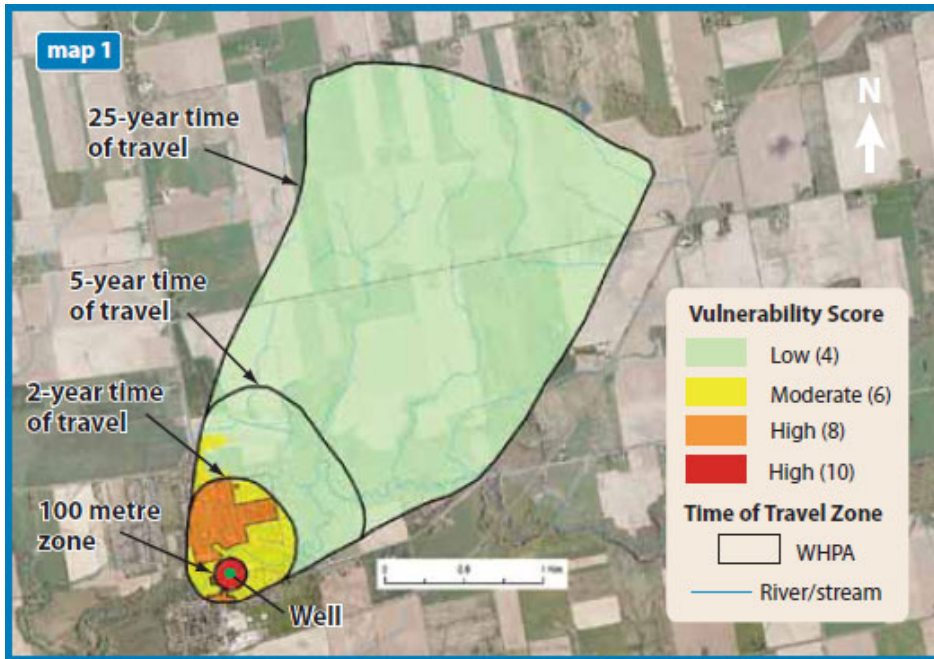 map 1
25-year time
of travel
N
5-year time
of travel
2-year time
of travel
100 metre
zone
Well
Vulnerability Score
Low (4)
Moderate (6)
High (8)
High (10)
Time of Travel Zone
WHPA
River/stream
0
1